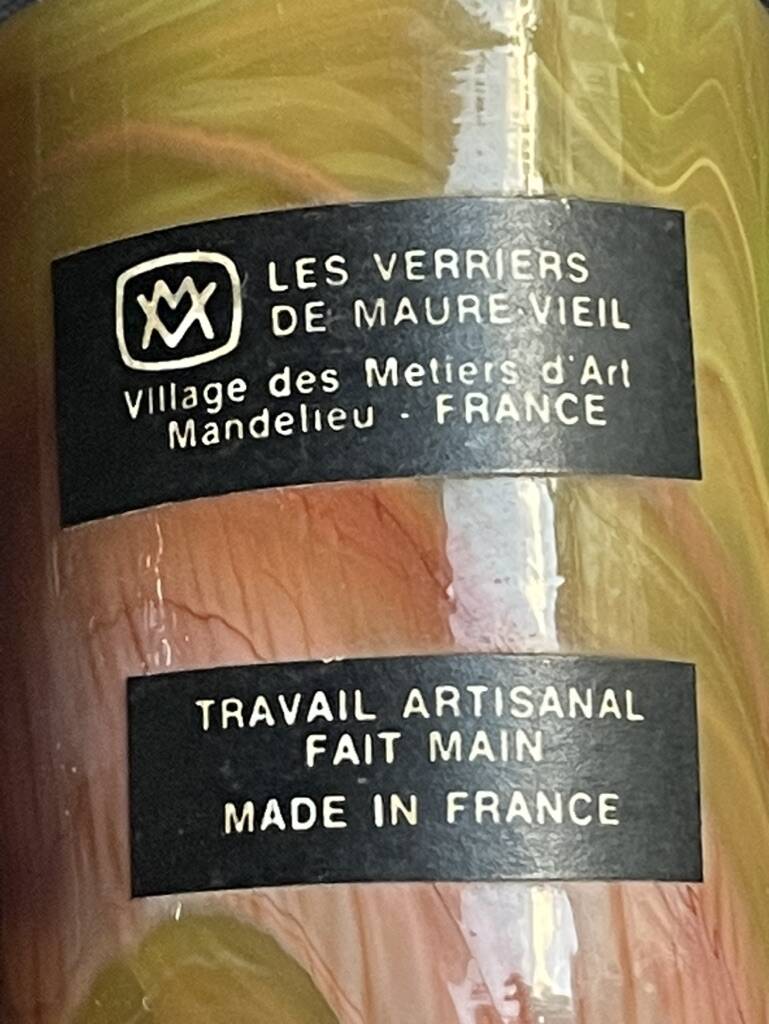 LES VERRIERS
DE MAURE-VIEIL
Village des Metiers d'Art
Mandelieu - FRANCE
TRAVAIL ARTISANAL
FAIT MAIN
MADE IN FRANCE